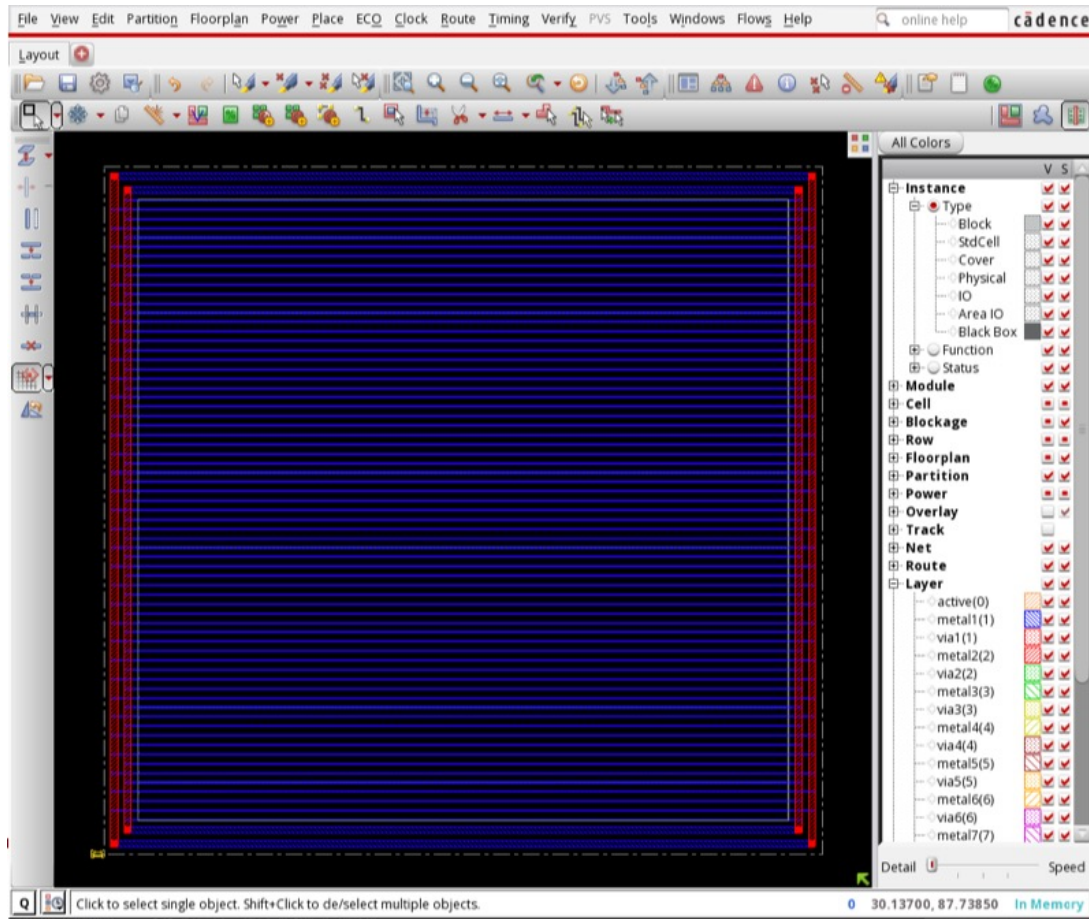 File View Edit Partition Floorplan Power Place ECO Clock Route Timing Verify PVS Tools Windows Flows Help online help cādence
Layout
All Colors
V S
Instance
Type
Block
StdCell
Cover
Physical
IO
Area IO
Black Box
Function
Status
Module
Cell
Blockage
Row
Floorplan
Partition
Power
Overlay
Track
Net
Route
Layer
active(0)
metal1(1)
via1(1)
metal2(2)
via2(2)
metal3(3)
via3(3)
metal4(4)
via4(4)
metal5(5)
via5(5)
metal6(6)
via6(6)
metal7(7)
Detail Speed
Q Click to select single object. Shift+Click to de/select multiple objects. 0 30.13700, 87.73850 In Memory